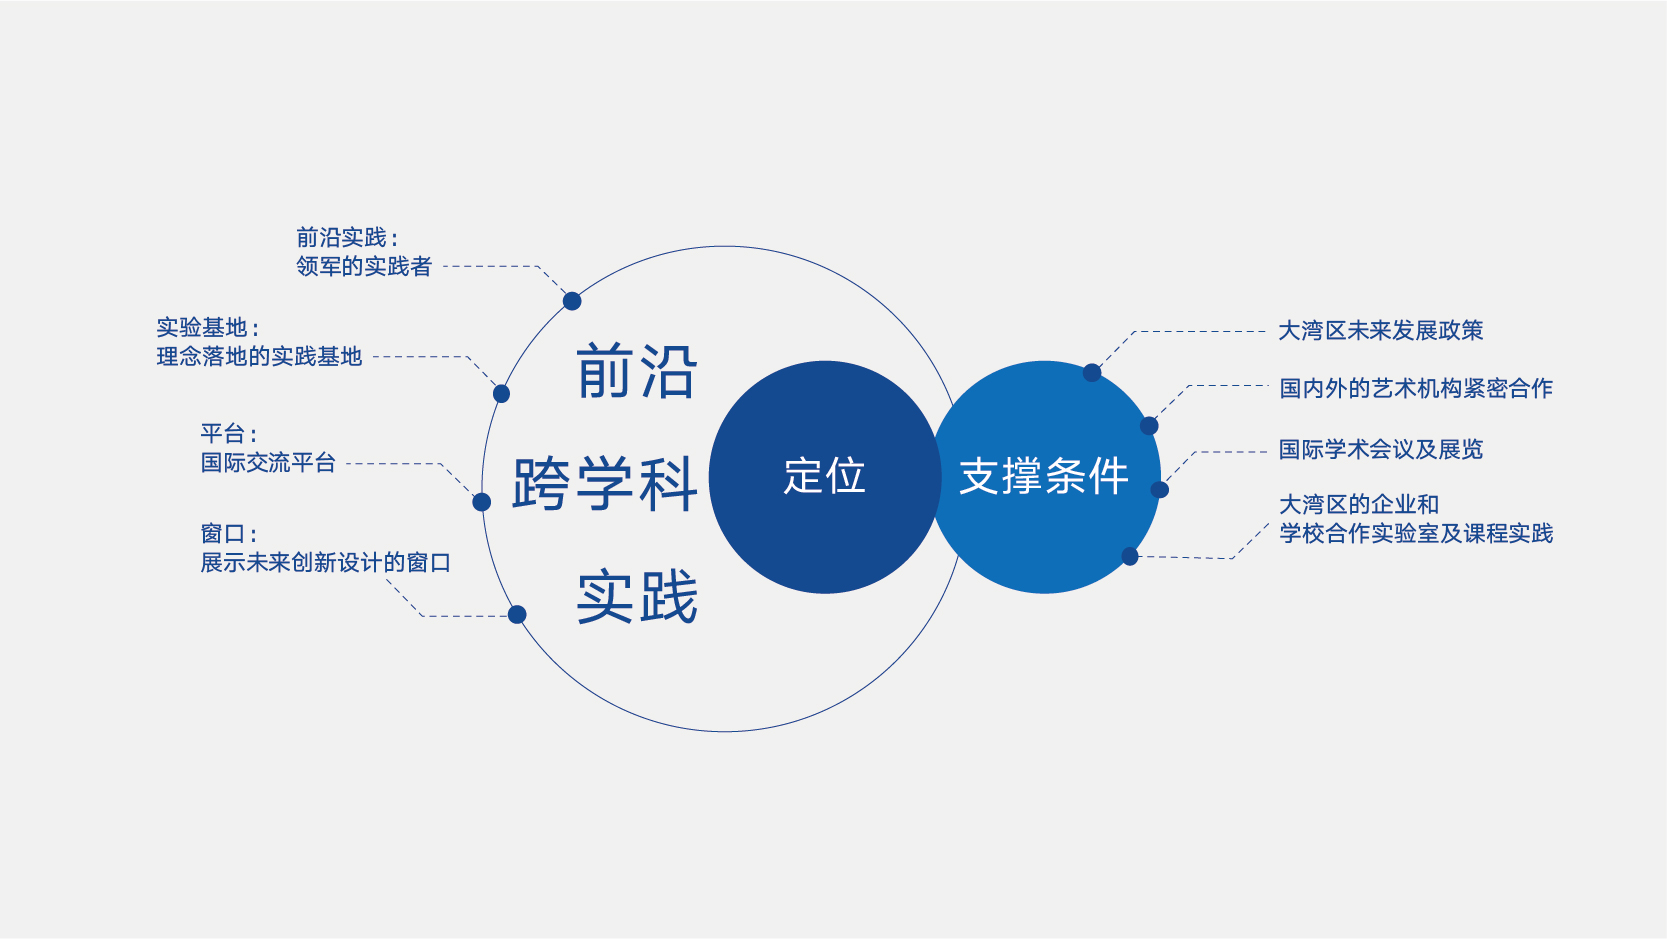 前沿实践：
领军的实践者
实验基地：
理念落地的实践基地
平台：
国际交流平台
窗口：
展示未来创新设计的窗口
前沿
跨学科
实践
定位
支撑条件
大湾区未来发展政策
国内外的艺术机构紧密合作
国际学术会议及展览
大湾区的企业和
学校合作实验室及课程实践